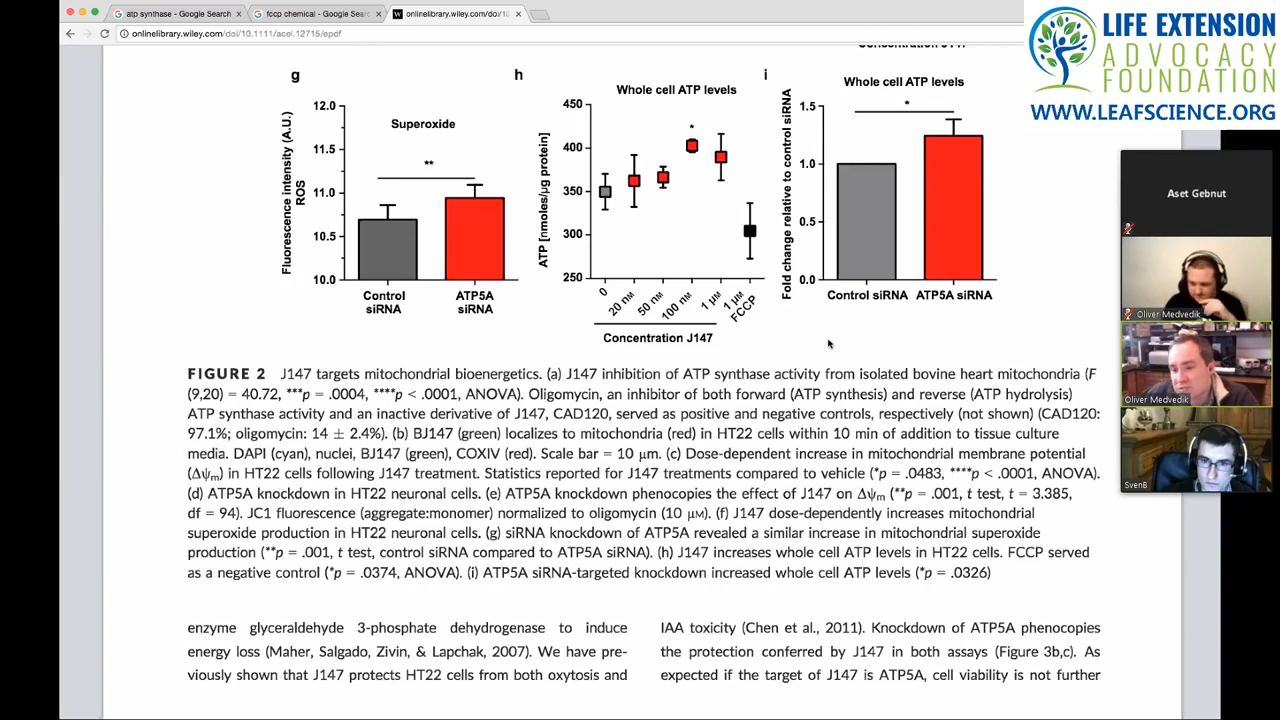 atp synthase - Google Search
fccp chemical - Google Sear
onlinelibrary.wiley.com/doi/10
onlinelibrary.wiley.com/doi/10.1111/acel.12715/epdf
LIFE EXTENSION
ADVOCACY
FOUNDATION
WWW.LEAFSCIENCE.ORG
g
Superoxide
Fluorescence intensity (A.U.)
ROS
12.0
11.5
11.0
10.5
10.0
**
Control
siRNA
ATP5A
siRNA
h
Whole cell ATP levels
ATP [nmoles/µg protein)
450
400
350
300
250
*
0
20 nM
50 nM
100 nM
1 µM
1 µM
FCCP
Concentration J147
i
Whole cell ATP levels
Fold change relative to control siRNA
1.5
1.0
0.5
0.0
*
Control siRNA
ATP5A siRNA
Aset Gebnut
Oliver Medvedik
Oliver Medvedik
SvenB
FIGURE 2 J147 targets mitochondrial bioenergetics. (a) J147 inhibition of ATP synthase activity from isolated bovine heart mitochondria (F
(9,20) = 40.72, ***p = .0004, ****p < .0001, ANOVA). Oligomycin, an inhibitor of both forward (ATP synthesis) and reverse (ATP hydrolysis)
ATP synthase activity and an inactive derivative of J147, CAD120, served as positive and negative controls, respectively (not shown) (CAD120:
97.1%; oligomycin: 14 ± 2.4%). (b) BJ147 (green) localizes to mitochondria (red) in HT22 cells within 10 min of addition to tissue culture
media. DAPI (cyan), nuclei, BJ147 (green), COXIV (red). Scale bar = 10 µm. (c) Dose-dependent increase in mitochondrial membrane potential
(Δψm) in HT22 cells following J147 treatment. Statistics reported for J147 treatments compared to vehicle (*p = .0483, ****p < .0001, ANOVA).
(d) ATP5A knockdown in HT22 neuronal cells. (e) ATP5A knockdown phenocopies the effect of J147 on Δψm (**p = .001, t test, t = 3.385,
df = 94). JC1 fluorescence (aggregate:monomer) normalized to oligomycin (10 µM). (f) J147 dose-dependently increases mitochondrial
superoxide production in HT22 neuronal cells. (g) siRNA knockdown of ATP5A revealed a similar increase in mitochondrial superoxide
production (**p = .001, t test, control siRNA compared to ATP5A siRNA). (h) J147 increases whole cell ATP levels in HT22 cells. FCCP served
as a negative control (*p = .0374, ANOVA). (i) ATP5A siRNA-targeted knockdown increased whole cell ATP levels (*p = .0326)
enzyme glyceraldehyde 3-phosphate dehydrogenase to induce
energy loss (Maher, Salgado, Zivin, & Lapchak, 2007). We have pre-
viously shown that J147 protects HT22 cells from both oxytosis and
IAA toxicity (Chen et al., 2011). Knockdown of ATP5A phenocopies
the protection conferred by J147 in both assays (Figure 3b,c). As
expected if the target of J147 is ATP5A, cell viability is not further